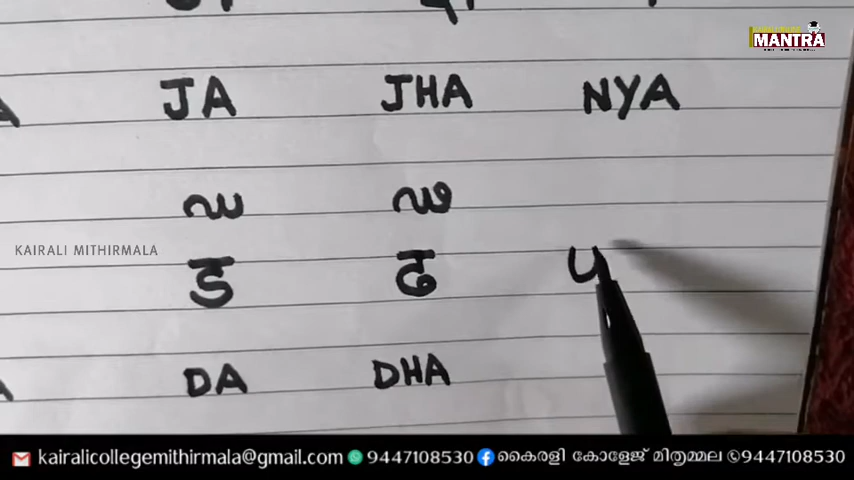 MANTRA
JA JHA NYA
ഡ ഢ
KAIRALI MITHIRMALA
ड ढ
DA DHA
kairalicollegemithirmala@gmail.com 9447108530 കൈരളി കോളേജ് മിതൃമ്മല 9447108530